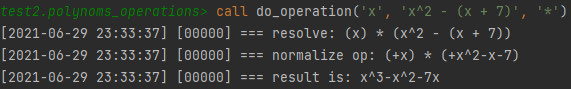 test2.polynoms_operations> call do_operation('x', 'x^2 - (x + 7)', '*')
[2021-06-29 23:33:37] [00000] === resolve: (x) * (x^2 - (x + 7))
[2021-06-29 23:33:37] [00000] === normalize op: (+x) * (+x^2-x-7)
[2021-06-29 23:33:37] [00000] === result is: x^3-x^2-7x